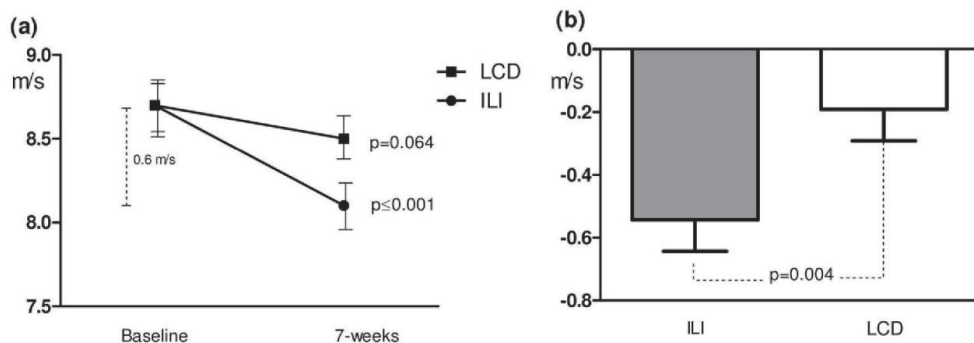 (a)
9.0
m/s
8.5
8.0
7.5
0.6 m/s
LCD
ILI
p=0.064
p≤0.001
Baseline
7-weeks
(b)
0.0
m/s
-0.2
-0.4
-0.6
-0.8
p=0.004
ILI
LCD